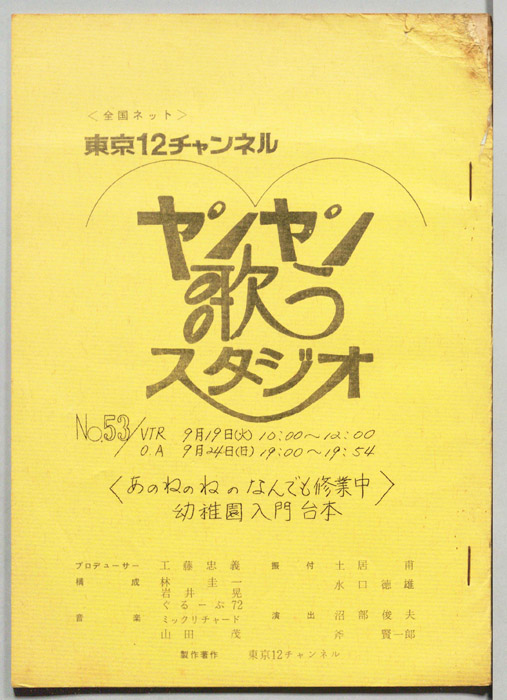 ＜全国ネット＞
東京12チャンネル
ヤンヤン
歌う
スタジオ
No.53/VTR 9月19日(火) 10:00～12:00
O.A 9月24日(日) 19:00～19:54
〈あのねのねのなんでも修業中〉
幼稚園入門台本
プロデューサー 工藤忠義 振付 土居甫
構成 林圭一 水口徳雄
岩井晃
ぐるーぷ72
音楽 ミックリチャード 演出 沼部俊夫
山田茂 斧賢一郎
製作著作 東京12チャンネル